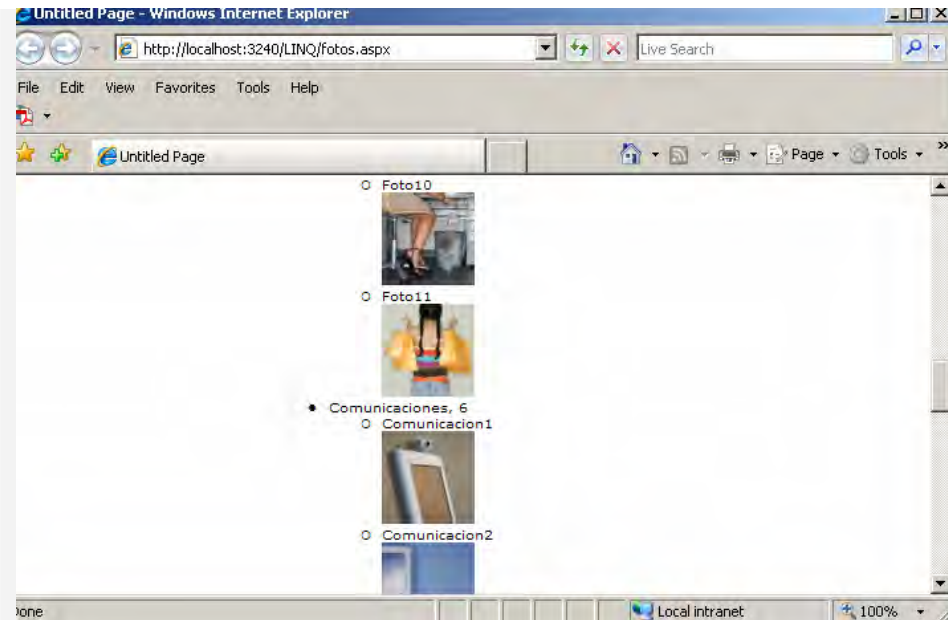 Untitled Page - Windows Internet Explorer
http://localhost:3240/LINQ/fotos.aspx
Live Search
File Edit View Favorites Tools Help
Untitled Page
Page Tools
Foto10
Foto11
Comunicaciones, 6
Comunicacion1
Comunicacion2
Done Local intranet 100%